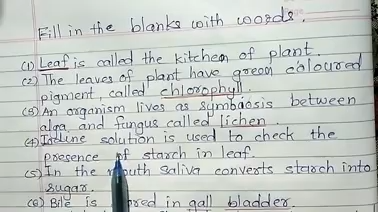 Fill in the blanks with words.
(1) Leaf is called the kitchen of plant.
(2) The leaves of plant have green coloured
pigment, called chlorophyll.
(3) An organism lives as symbaosis between
alga, and fungus called lichen.
(4) Iodine solution is used to check the
presence of starch in leaf.
(5) In the mouth saliva converts starch into
sugar.
(6) Bile is in gall bladder.